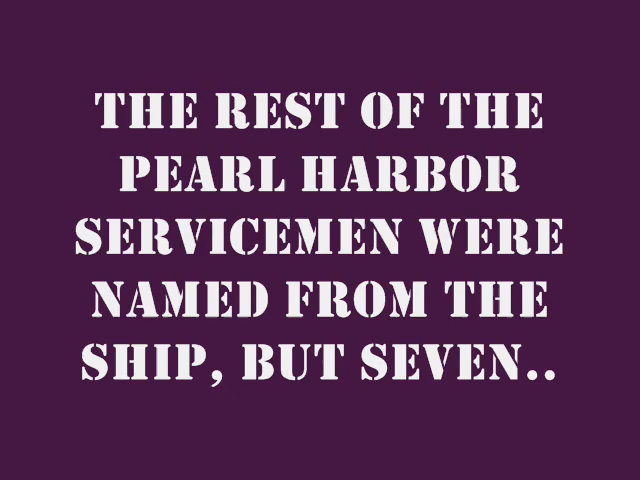 THE REST OF THE
PEARL HARBOR
SERVICEMEN WERE
NAMED FROM THE
SHIP, BUT SEVEN..